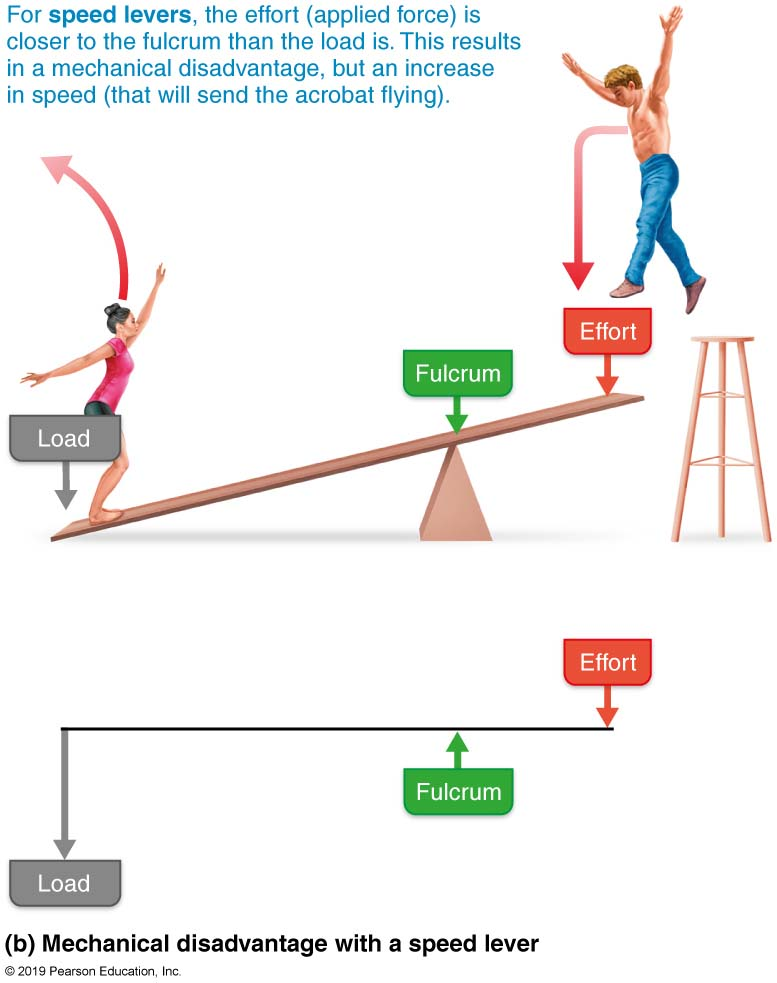 For speed levers, the effort (applied force) is
closer to the fulcrum than the load is. This results
in a mechanical disadvantage, but an increase
in speed (that will send the acrobat flying).
Effort
Fulcrum
Load
Effort
Fulcrum
Load
(b) Mechanical disadvantage with a speed lever
© 2019 Pearson Education, Inc.